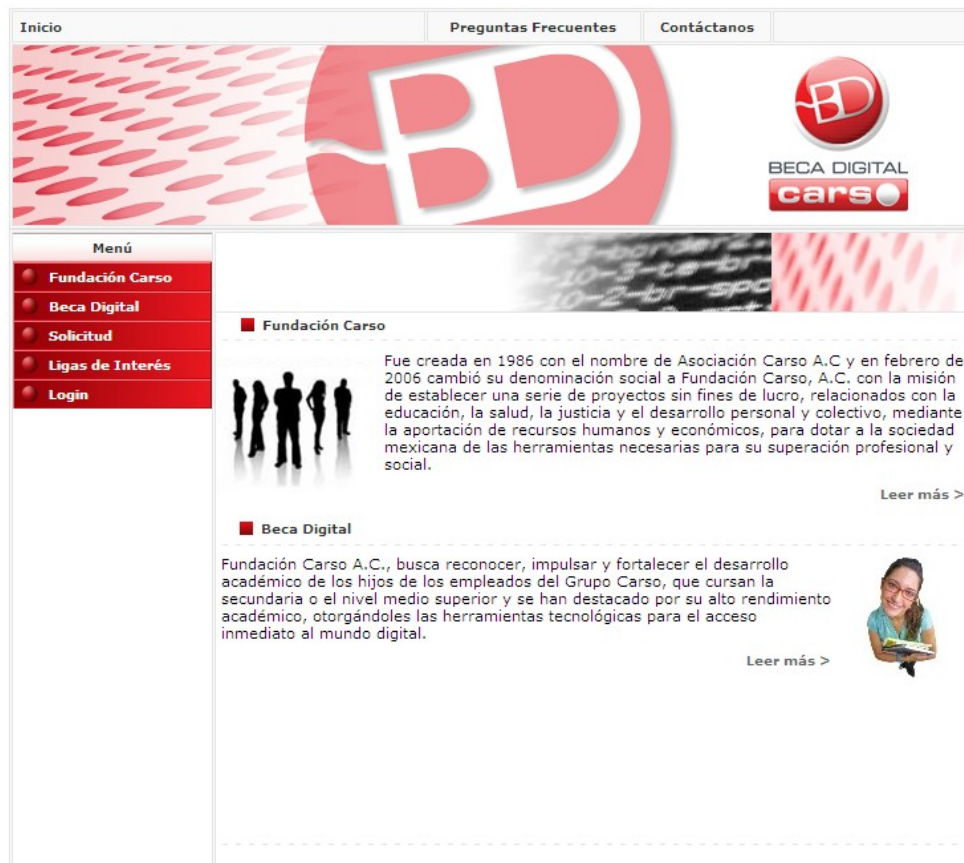 Inicio
Preguntas Frecuentes
Contáctanos
BD
BD
BECA DIGITAL
carso
Menú
Fundación Carso
Beca Digital
Solicitud
Ligas de Interés
Login
Fundación Carso
Fue creada en 1986 con el nombre de Asociación Carso A.C y en febrero de
2006 cambió su denominación social a Fundación Carso, A.C. con la misión
de establecer una serie de proyectos sin fines de lucro, relacionados con la
educación, la salud, la justicia y el desarrollo personal y colectivo, mediante
la aportación de recursos humanos y económicos, para dotar a la sociedad
mexicana de las herramientas necesarias para su superación profesional y
social.
Leer más >
Beca Digital
Fundación Carso A.C., busca reconocer, impulsar y fortalecer el desarrollo
académico de los hijos de los empleados del Grupo Carso, que cursan la
secundaria o el nivel medio superior y se han destacado por su alto rendimiento
académico, otorgándoles las herramientas tecnológicas para el acceso
inmediato al mundo digital.
Leer más >